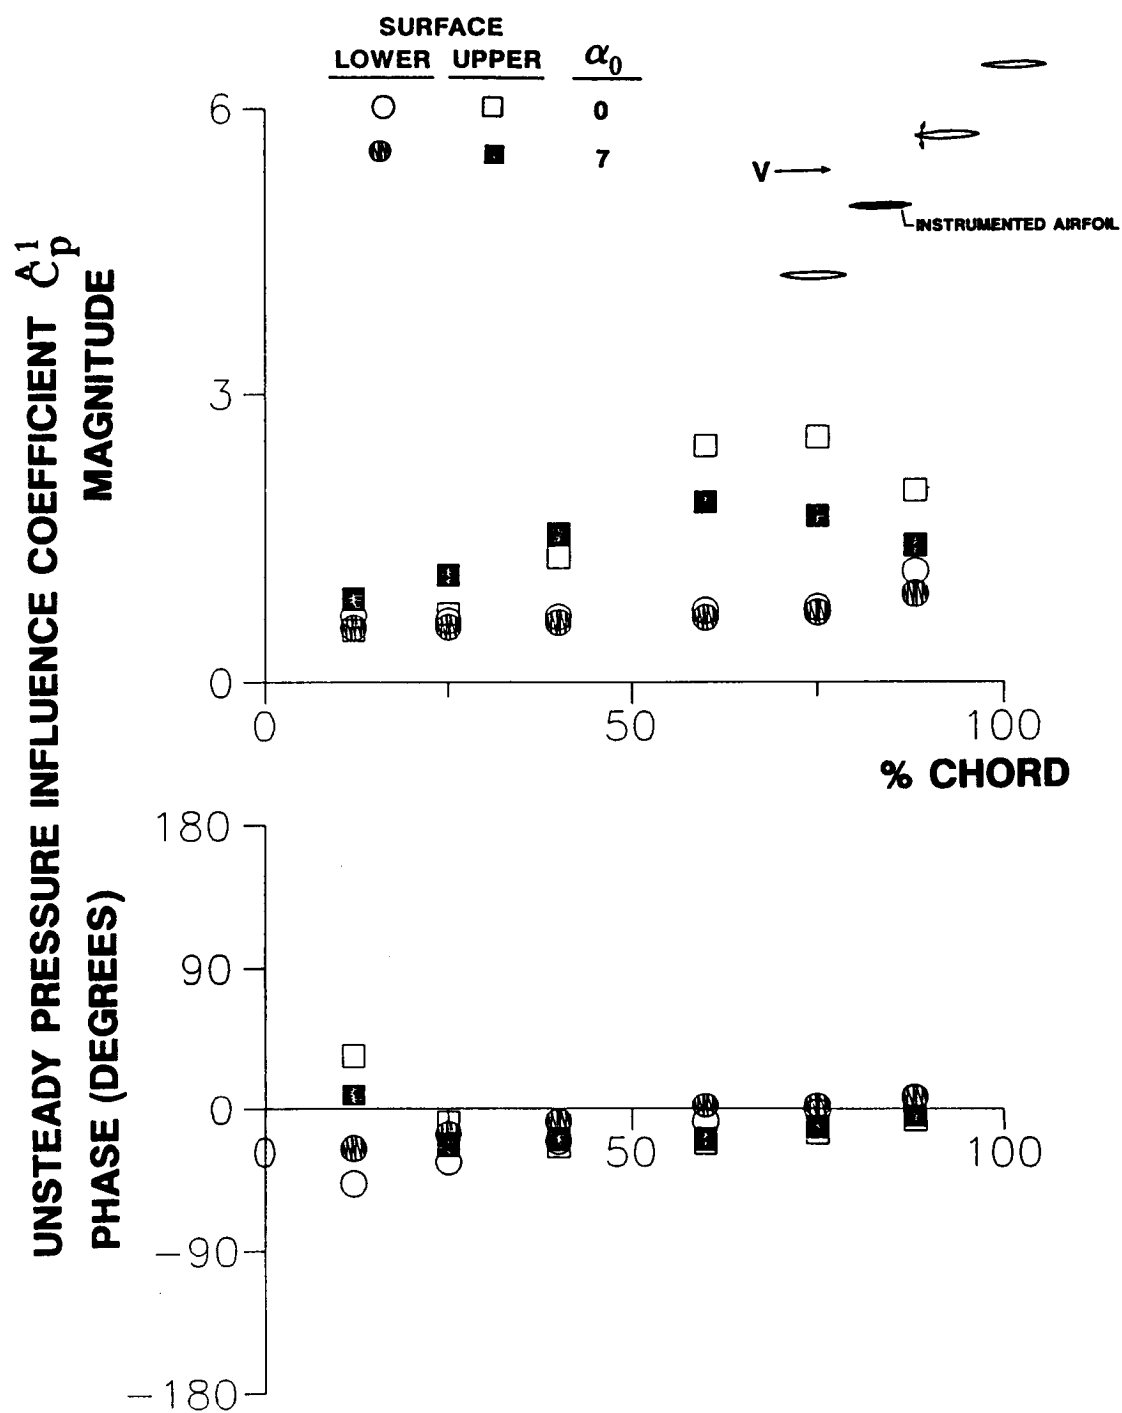 SURFACE
LOWER UPPER α₀
0
7
V
INSTRUMENTED AIRFOIL
UNSTEADY PRESSURE INFLUENCE COEFFICIENT Ĉp1
MAGNITUDE
6
3
0
0 50 100
% CHORD
PHASE (DEGREES)
180
90
0
0 50 100
−90
−180